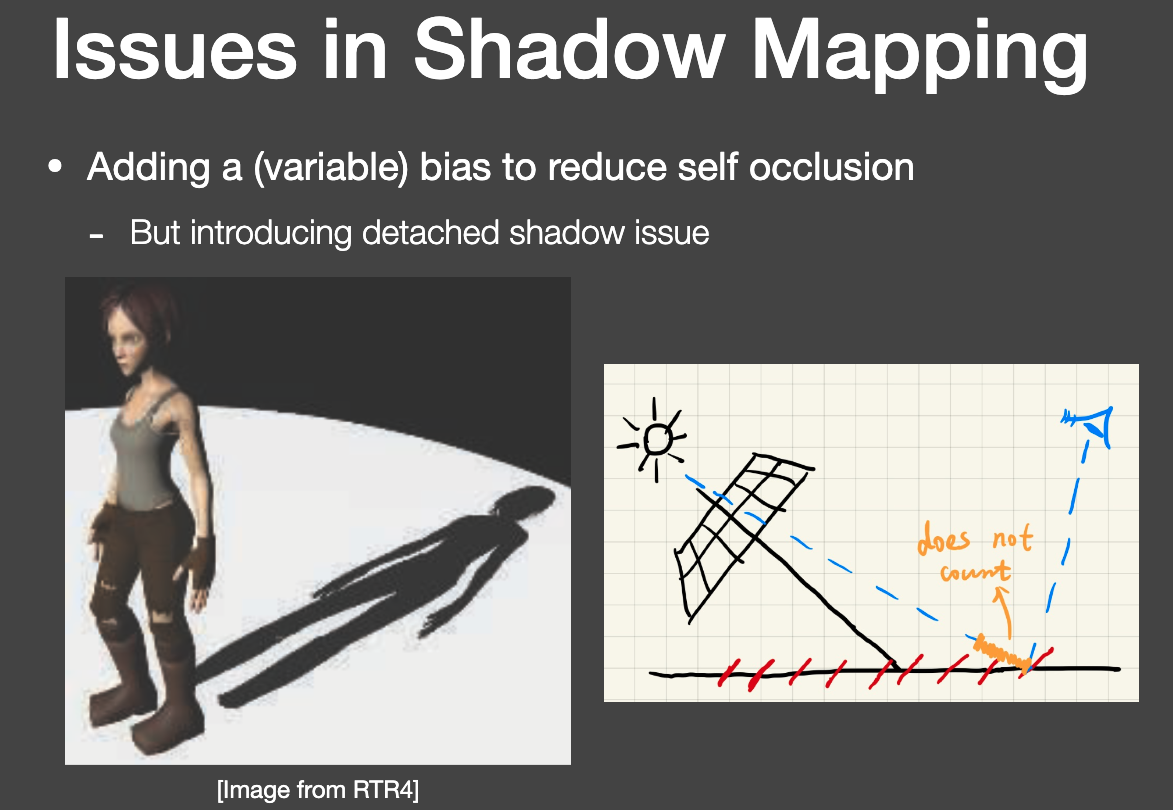 Issues in Shadow Mapping
• Adding a (variable) bias to reduce self occlusion
- But introducing detached shadow issue
does not
count
[Image from RTR4]